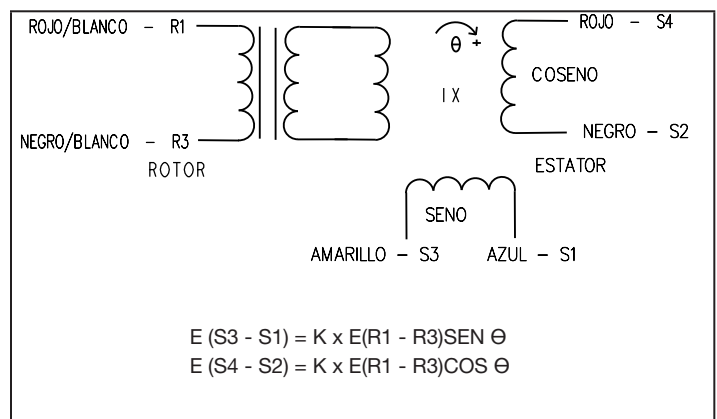 ROJO/BLANCO – R1
ROJO – S4
θ +
COSENO
1X
NEGRO – S2
NEGRO/BLANCO – R3
ROTOR
ESTATOR
SENO
AMARILLO – S3
AZUL – S1
E (S3 - S1) = K x E(R1 - R3)SEN Θ
E (S4 - S2) = K x E(R1 - R3)COS Θ